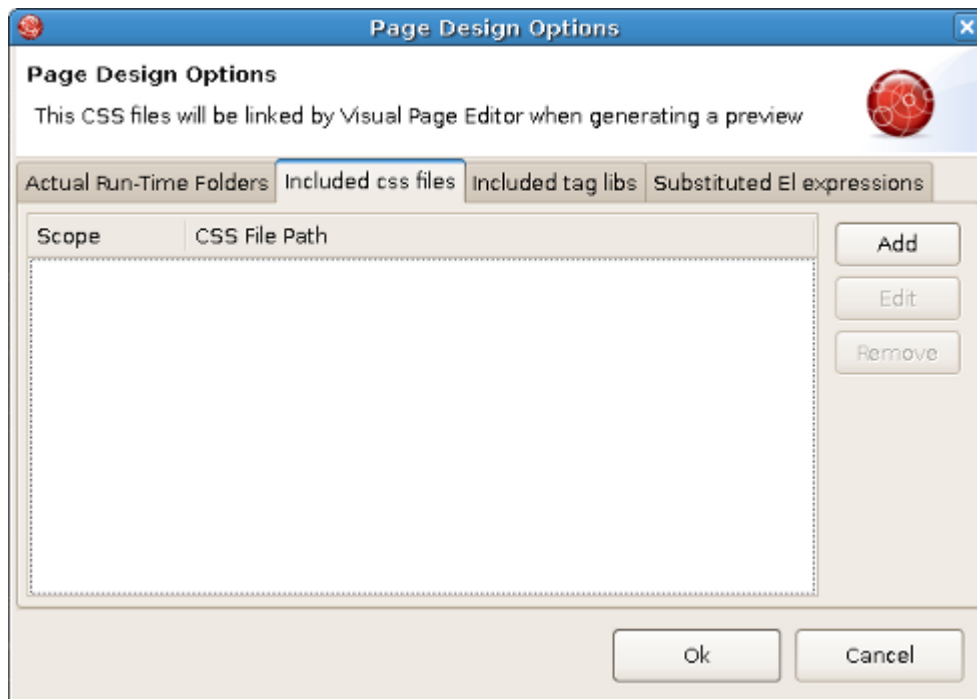 Page Design Options
Page Design Options
This CSS files will be linked by Visual Page Editor when generating a preview
Actual Run-Time Folders Included css files Included tag libs Substituted El expressions
Scope CSS File Path
Add
Edit
Remove
Ok Cancel